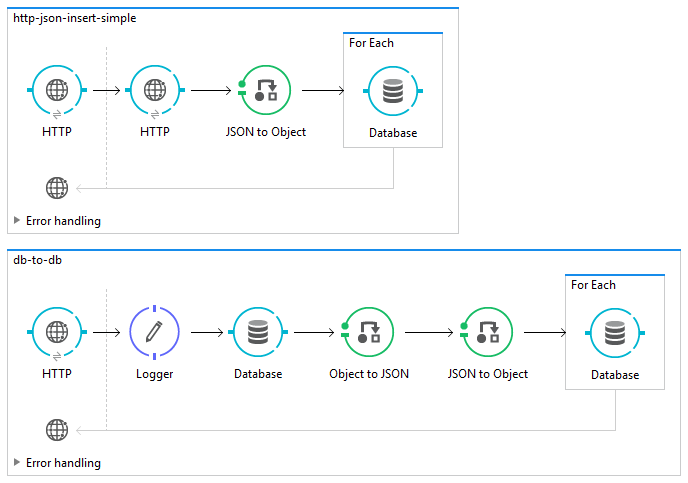 http-json-insert-simple
For Each
HTTP
HTTP
JSON to Object
Database
Error handling
db-to-db
For Each
HTTP
Logger
Database
Object to JSON
JSON to Object
Database
Error handling